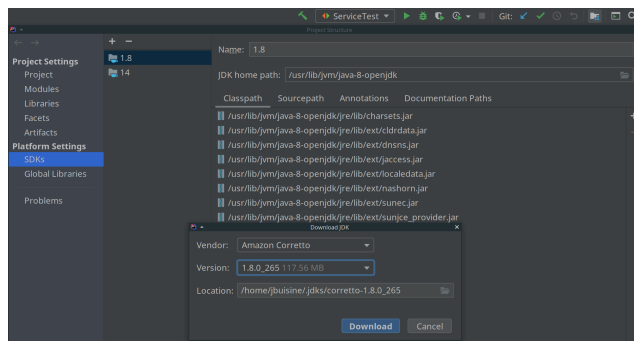 ServiceTest
Git:
Project Structure
Project Settings
Project
Modules
Libraries
Facets
Artifacts
Platform Settings
SDKs
Global Libraries
Problems
1.8
14
Name: 1.8
JDK home path: /usr/lib/jvm/java-8-openjdk
Classpath Sourcepath Annotations Documentation Paths
/usr/lib/jvm/java-8-openjdk/jre/lib/charsets.jar
/usr/lib/jvm/java-8-openjdk/jre/lib/ext/cldrdata.jar
/usr/lib/jvm/java-8-openjdk/jre/lib/ext/dnsns.jar
/usr/lib/jvm/java-8-openjdk/jre/lib/ext/jaccess.jar
/usr/lib/jvm/java-8-openjdk/jre/lib/ext/localedata.jar
/usr/lib/jvm/java-8-openjdk/jre/lib/ext/nashorn.jar
/usr/lib/jvm/java-8-openjdk/jre/lib/ext/sunec.jar
/usr/lib/jvm/java-8-openjdk/jre/lib/ext/sunjce_provider.jar
Download JDK
Vendor: Amazon Corretto
Version: 1.8.0_265 117.56 MB
Location: /home/jbuisine/.jdks/corretto-1.8.0_265
Download Cancel